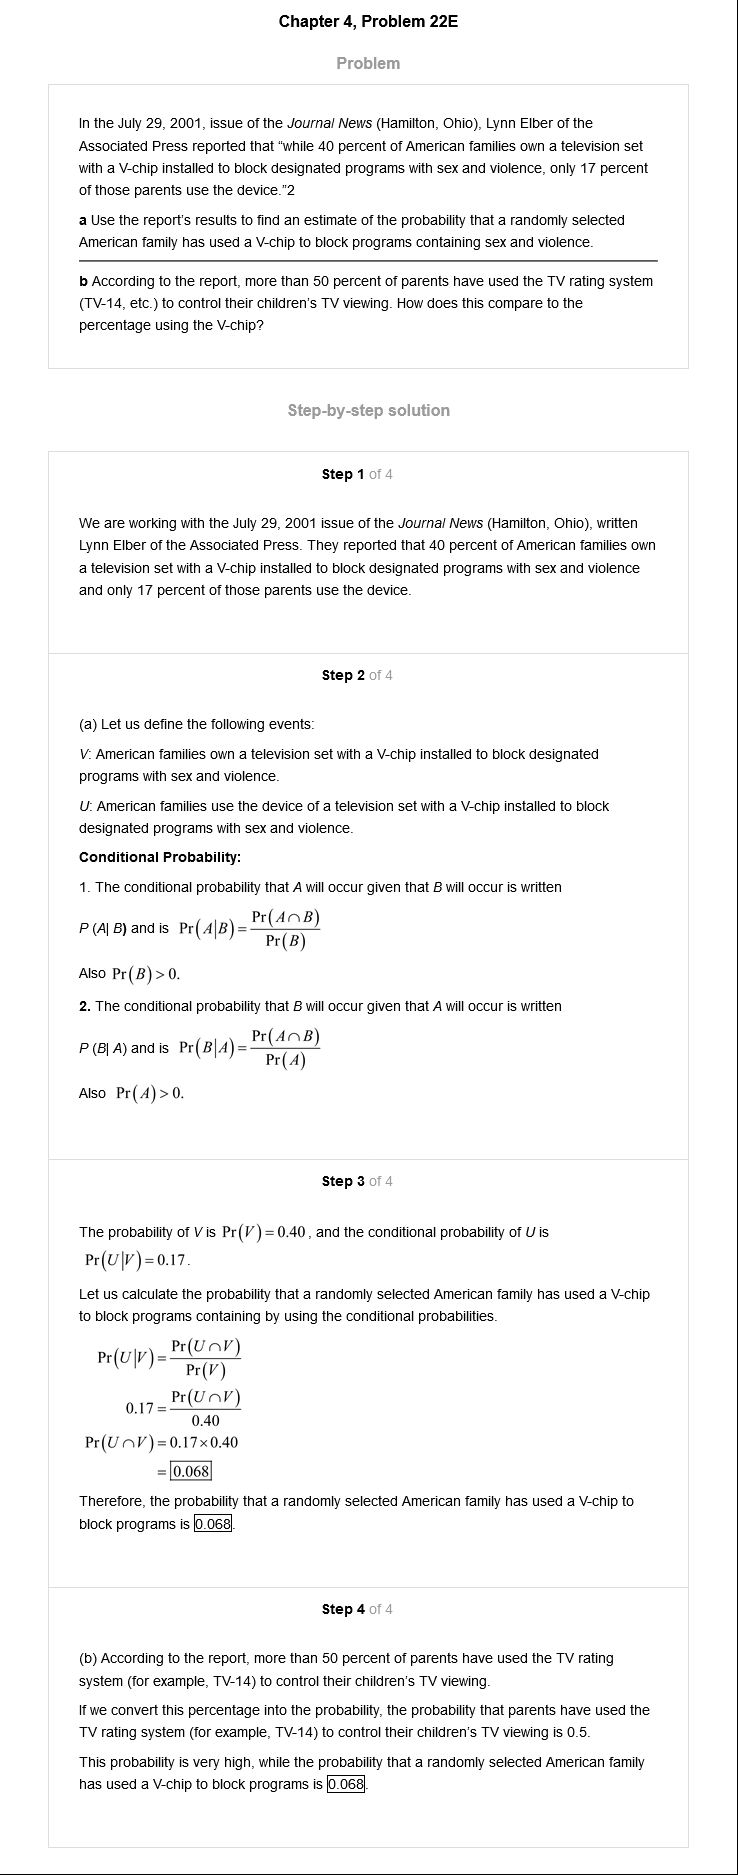 Chapter 4, Problem 22E
Problem
In the July 29, 2001, issue of the Journal News (Hamilton, Ohio), Lynn Elber of the
Associated Press reported that “while 40 percent of American families own a television set
with a V-chip installed to block designated programs with sex and violence, only 17 percent
of those parents use the device.”2
a Use the report’s results to find an estimate of the probability that a randomly selected
American family has used a V-chip to block programs containing sex and violence.
b According to the report, more than 50 percent of parents have used the TV rating system
(TV-14, etc.) to control their children’s TV viewing. How does this compare to the
percentage using the V-chip?
Step-by-step solution
Step 1 of 4
We are working with the July 29, 2001 issue of the Journal News (Hamilton, Ohio), written
Lynn Elber of the Associated Press. They reported that 40 percent of American families own
a television set with a V-chip installed to block designated programs with sex and violence
and only 17 percent of those parents use the device.
Step 2 of 4
(a) Let us define the following events:
V: American families own a television set with a V-chip installed to block designated
programs with sex and violence.
U: American families use the device of a television set with a V-chip installed to block
designated programs with sex and violence.
Conditional Probability:
1. The conditional probability that A will occur given that B will occur is written
P (A| B) and is Pr(A|B) = Pr(A∩B) / Pr(B)
Also Pr(B) > 0.
2. The conditional probability that B will occur given that A will occur is written
P (B| A) and is Pr(B|A) = Pr(A∩B) / Pr(A)
Also Pr(A) > 0.
Step 3 of 4
The probability of V is Pr(V) = 0.40, and the conditional probability of U is
Pr(U|V) = 0.17.
Let us calculate the probability that a randomly selected American family has used a V-chip
to block programs containing by using the conditional probabilities.
Pr(U|V) = Pr(U∩V) / Pr(V)
0.17 = Pr(U∩V) / 0.40
Pr(U∩V) = 0.17×0.40
= 0.068
Therefore, the probability that a randomly selected American family has used a V-chip to
block programs is 0.068.
Step 4 of 4
(b) According to the report, more than 50 percent of parents have used the TV rating
system (for example, TV-14) to control their children’s TV viewing.
If we convert this percentage into the probability, the probability that parents have used the
TV rating system (for example, TV-14) to control their children’s TV viewing is 0.5.
This probability is very high, while the probability that a randomly selected American family
has used a V-chip to block programs is 0.068.